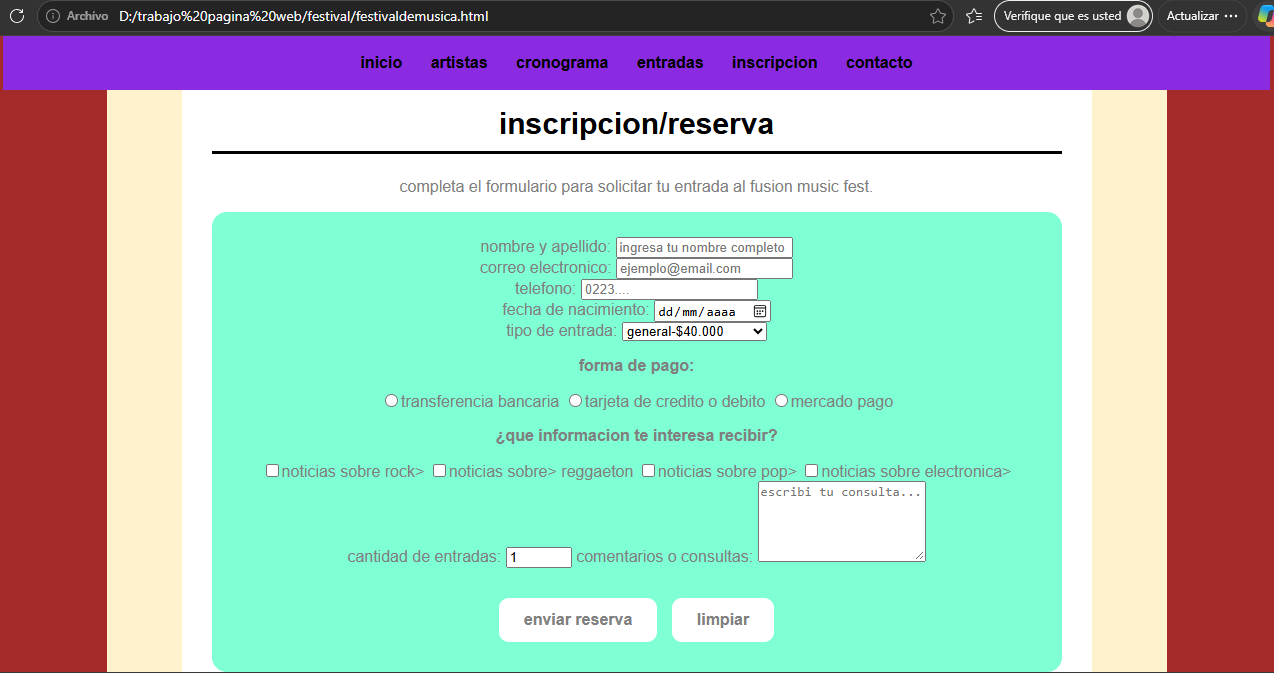 Archivo D:/trabajo%20pagina%20web/festival/festivaldemusica.html Verifique que es usted Actualizar ...
inicio artistas cronograma entradas inscripcion contacto
inscripcion/reserva
completa el formulario para solicitar tu entrada al fusion music fest.
nombre y apellido: ingresa tu nombre completo
correo electronico: ejemplo@email.com
telefono: 0223....
fecha de nacimiento: dd/mm/aaaa
tipo de entrada: general-$40.000
forma de pago:
transferencia bancaria tarjeta de credito o debito mercado pago
¿que informacion te interesa recibir?
noticias sobre rock> noticias sobre> reggaeton noticias sobre pop> noticias sobre electronica>
escribi tu consulta...
cantidad de entradas: 1 comentarios o consultas:
enviar reserva limpiar